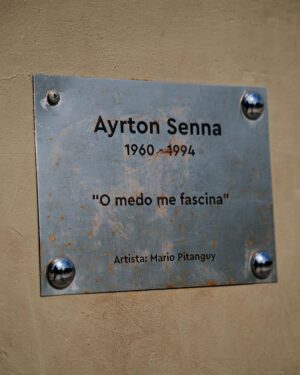 Ayrton Senna
1960 - 1994
"O medo me fascina"
Artista: Mario Pitanguy